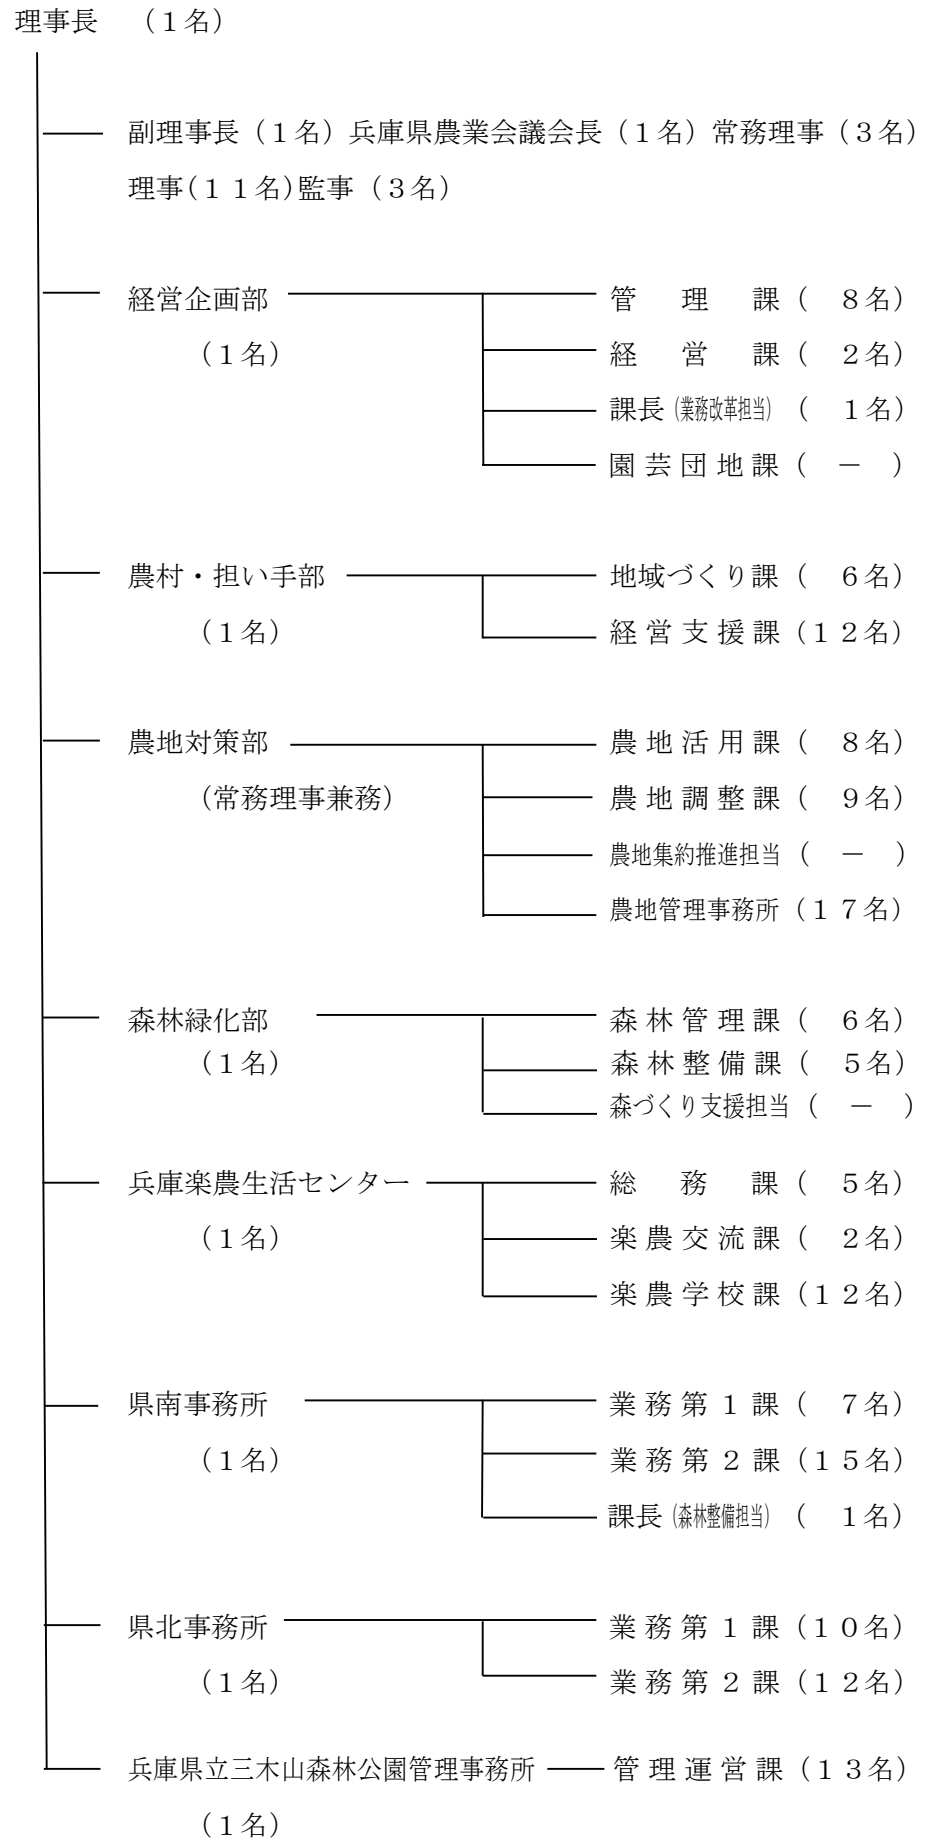 理事長 （１名）
副理事長（１名）兵庫県農業会議会長（１名）常務理事（３名）
理事(１１名)監事（３名）
経営企画部 管理課（ ８名）
（１名） 経営課（ ２名）
課長(業務改革担当) （ １名）
園芸団地課（ － ）
農村・担い手部 地域づくり課（ ６名）
（１名） 経営支援課（１２名）
農地対策部 農地活用課（ ８名）
（常務理事兼務） 農地調整課（ ９名）
農地集約推進担当（ － ）
農地管理事務所（１７名）
森林緑化部 森林管理課（ ６名）
（１名） 森林整備課（ ５名）
森づくり支援担当（ － ）
兵庫楽農生活センター 総務課（ ５名）
（１名） 楽農交流課（ ２名）
楽農学校課（１２名）
県南事務所 業務第１課（ ７名）
（１名） 業務第２課（１５名）
課長(森林整備担当) （ １名）
県北事務所 業務第１課（１０名）
（１名） 業務第２課（１２名）
兵庫県立三木山森林公園管理事務所 管理運営課（１３名）
（１名）